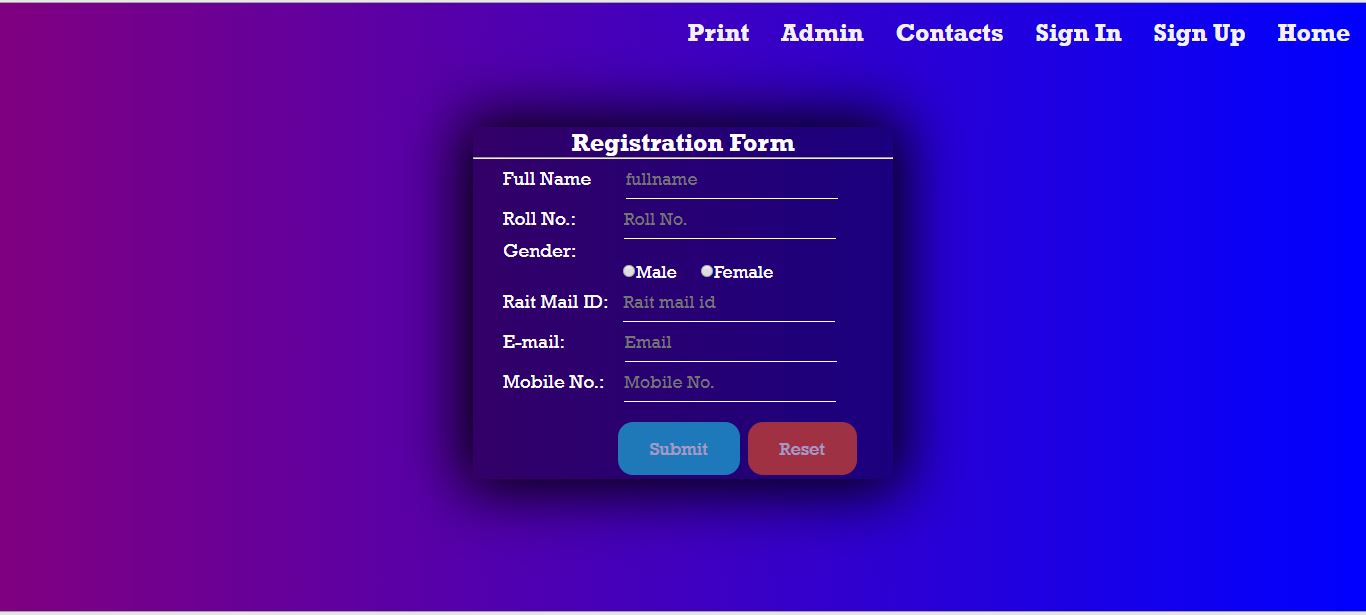 Print Admin Contacts Sign In Sign Up Home
Registration Form
Full Name fullname
Roll No.: Roll No.
Gender:
Male Female
Rait Mail ID: Rait mail id
E-mail: Email
Mobile No.: Mobile No.
Submit Reset